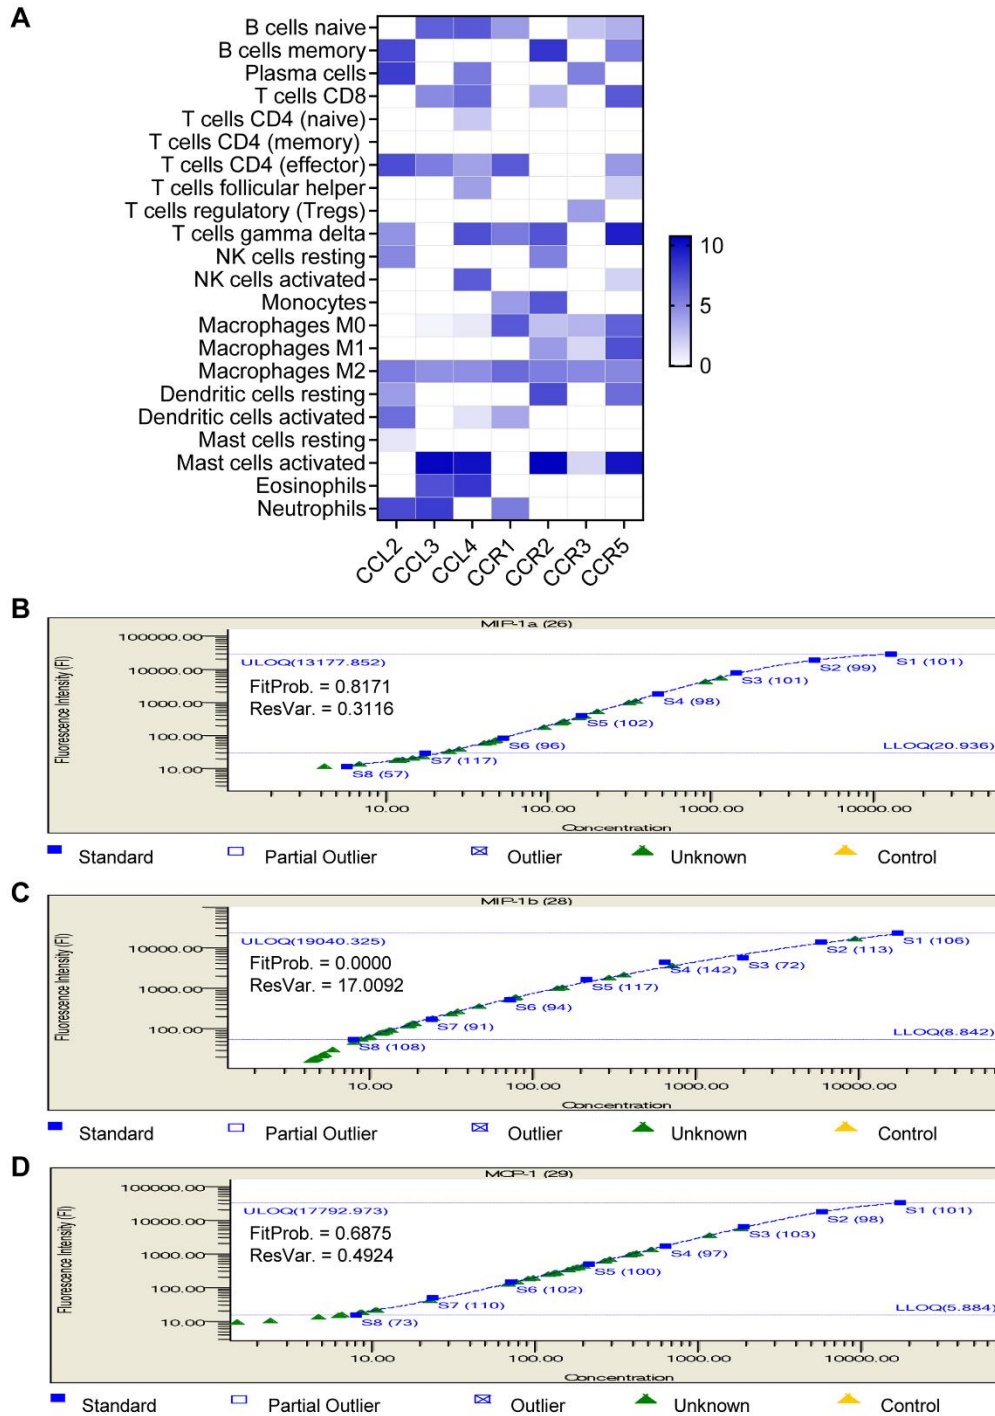 A
B cells naive
B cells memory
Plasma cells
T cells CD8
T cells CD4 (naive)
T cells CD4 (memory)
T cells CD4 (effector)
T cells follicular helper
T cells regulatory (Tregs)
T cells gamma delta
NK cells resting
NK cells activated
Monocytes
Macrophages M0
Macrophages M1
Macrophages M2
Dendritic cells resting
Dendritic cells activated
Mast cells resting
Mast cells activated
Eosinophils
Neutrophils
10
5
0
CCL2 CCL3 CCL4 CCR1 CCR2 CCR3 CCR5
B
MIP-1a (26)
Fluorescence Intensity (FI)
100000.00
10000.00
1000.00
100.00
10.00
ULOQ(13177.852)
FitProb. = 0.8171
ResVar. = 0.3116
S1 (101)
S2 (99)
S3 (101)
S4 (98)
S5 (102)
S6 (96)
S7 (117)
S8 (57)
LLOQ(20.936)
10.00 100.00 1000.00 10000.00
Concentration
Standard Partial Outlier Outlier Unknown Control
C
MIP-1b (28)
Fluorescence Intensity (FI)
10000.00
1000.00
100.00
ULOQ(19040.325)
FitProb. = 0.0000
ResVar. = 17.0092
S1 (106)
S2 (113)
S3 (72)
S4 (142)
S5 (117)
S6 (94)
S7 (91)
S8 (108)
LLOQ(8.842)
10.00 100.00 1000.00 10000.00
Concentration
Standard Partial Outlier Outlier Unknown Control
D
MCP-1 (29)
Fluorescence Intensity (FI)
100000.00
10000.00
1000.00
100.00
10.00
ULOQ(17792.973)
FitProb. = 0.6875
ResVar. = 0.4924
S1 (101)
S2 (98)
S3 (103)
S4 (97)
S5 (100)
S6 (102)
S7 (110)
S8 (73)
LLOQ(5.884)
10.00 100.00 1000.00 10000.00
Concentration
Standard Partial Outlier Outlier Unknown Control